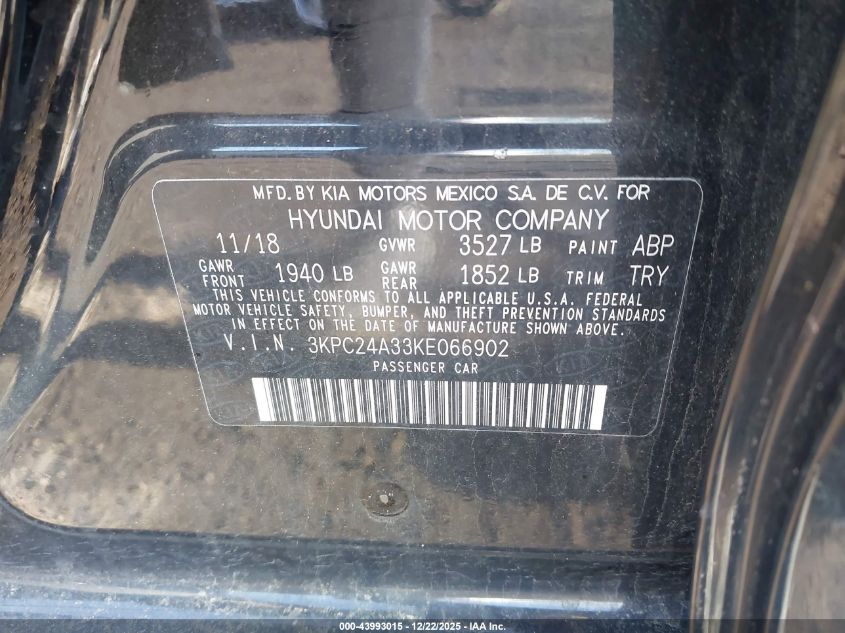 MFD. BY KIA MOTORS MEXICO S.A. DE C.V. FOR
HYUNDAI MOTOR COMPANY
11/18 GVWR 3527 LB PAINT ABP
GAWR FRONT 1940 LB GAWR REAR 1852 LB TRIM TRY
THIS VEHICLE CONFORMS TO ALL APPLICABLE U.S.A. FEDERAL
MOTOR VEHICLE SAFETY, BUMPER, AND THEFT PREVENTION STANDARDS
IN EFFECT ON THE DATE OF MANUFACTURE SHOWN ABOVE.
V.I.N. 3KPC24A33KE066902
PASSENGER CAR
000-43993015 - 12/22/2025 - IAA Inc.